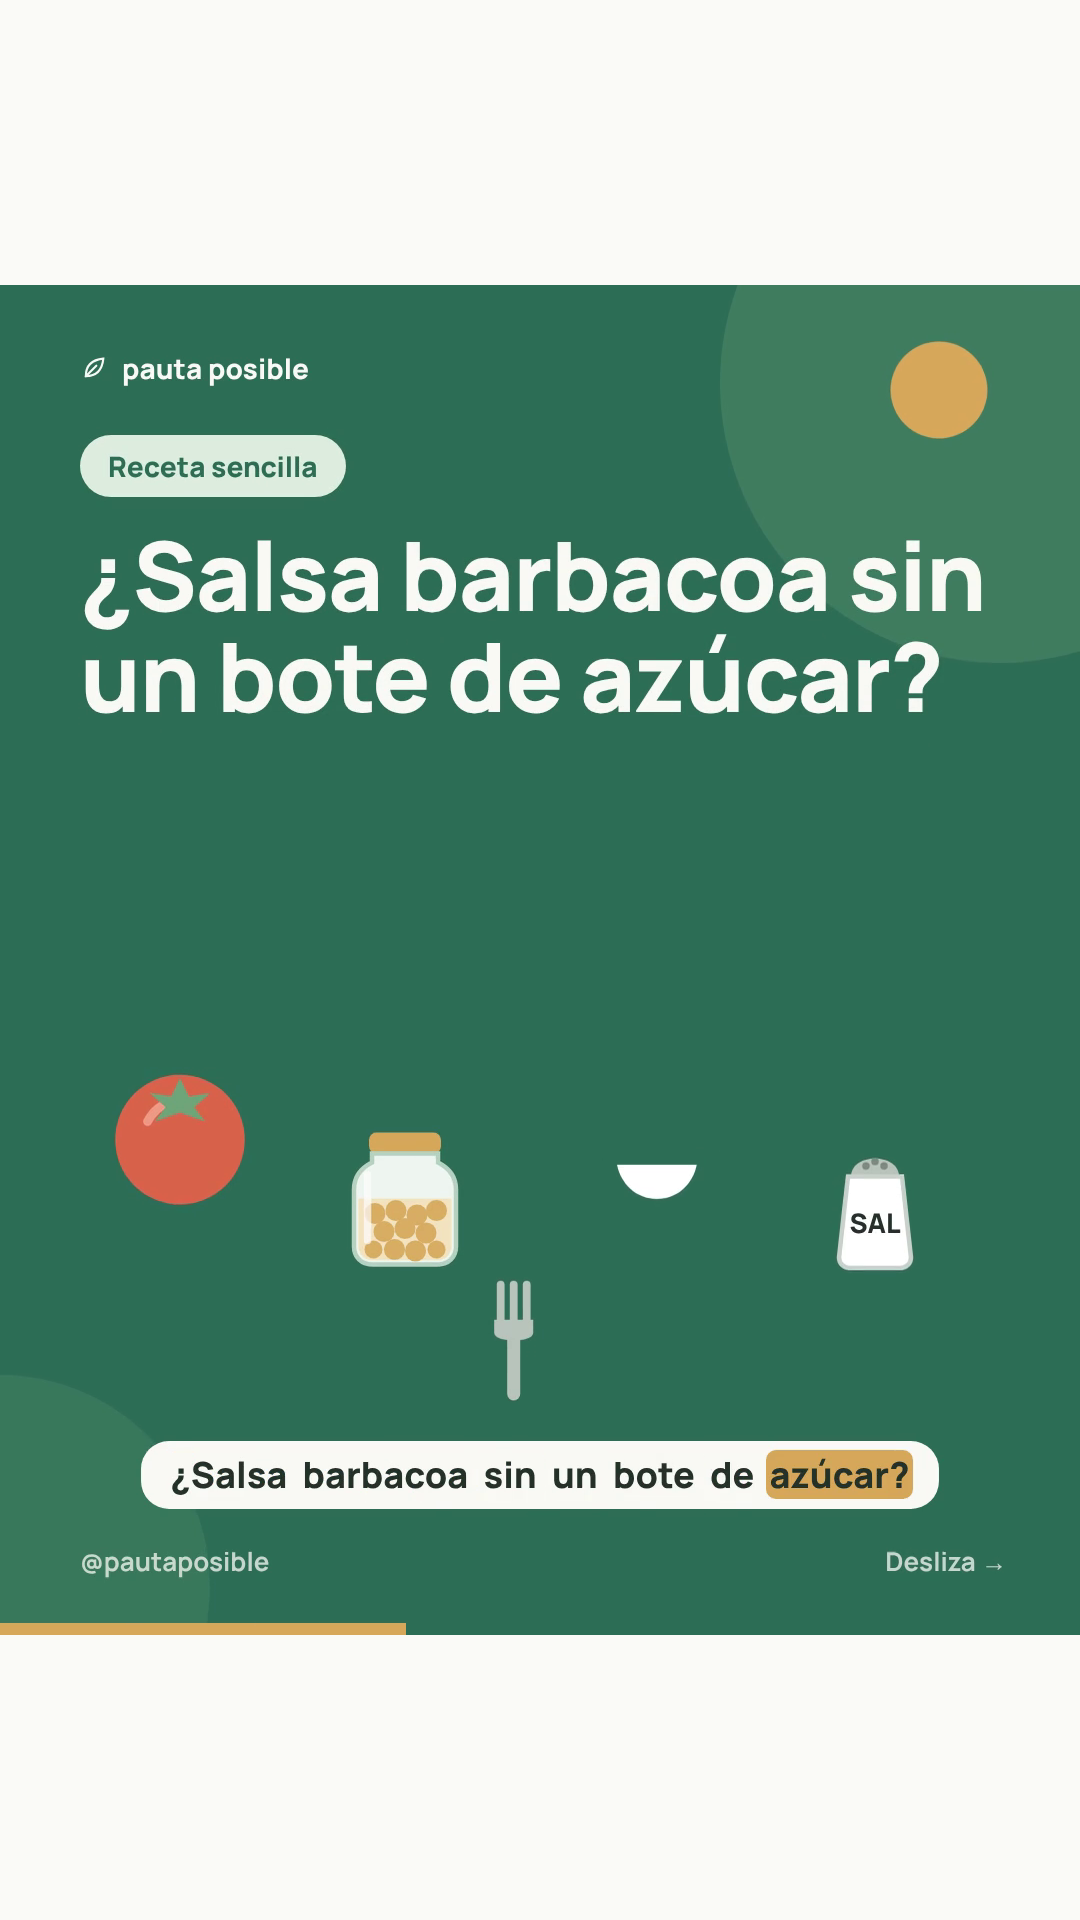 pauta posible
Receta sencilla
¿Salsa barbacoa sin
un bote de azúcar?
SAL
¿Salsa barbacoa sin un bote de azúcar?
@pautaposible
Desliza →